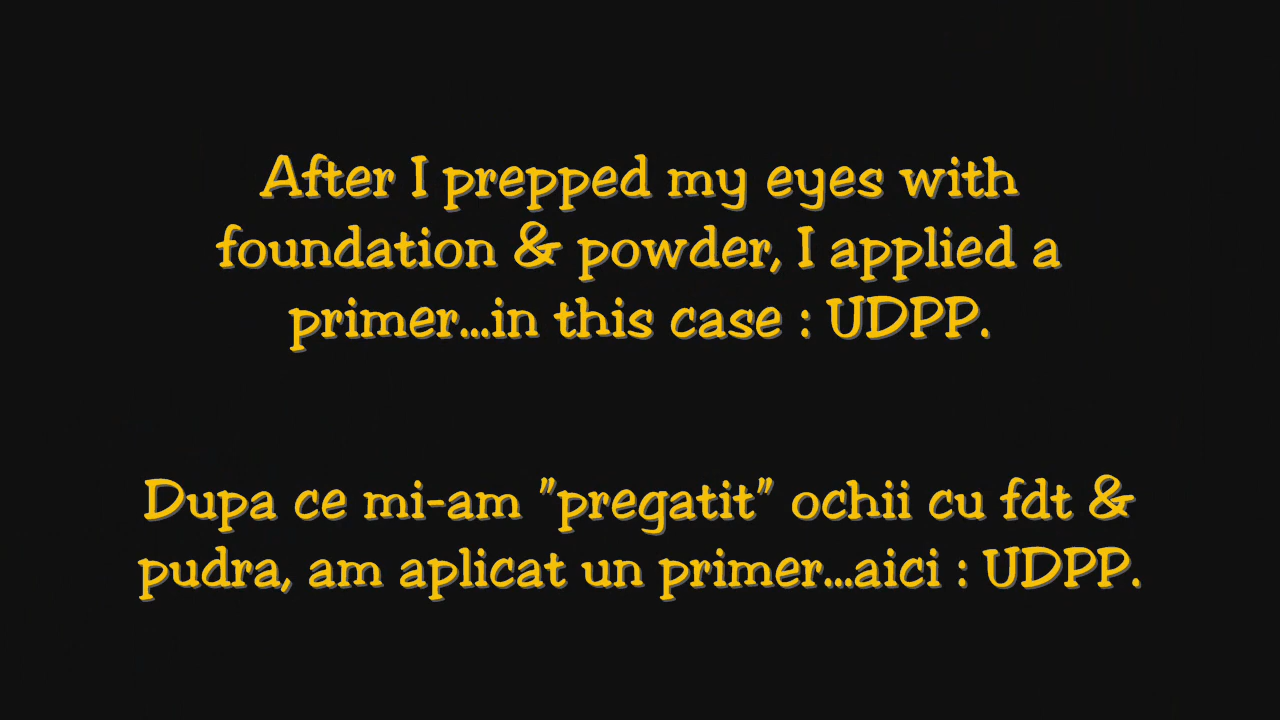 After I prepped my eyes with
foundation & powder, I applied a
primer...in this case : UDPP.
Dupa ce mi-am "pregatit" ochii cu fdt &
pudra, am aplicat un primer...aici : UDPP.